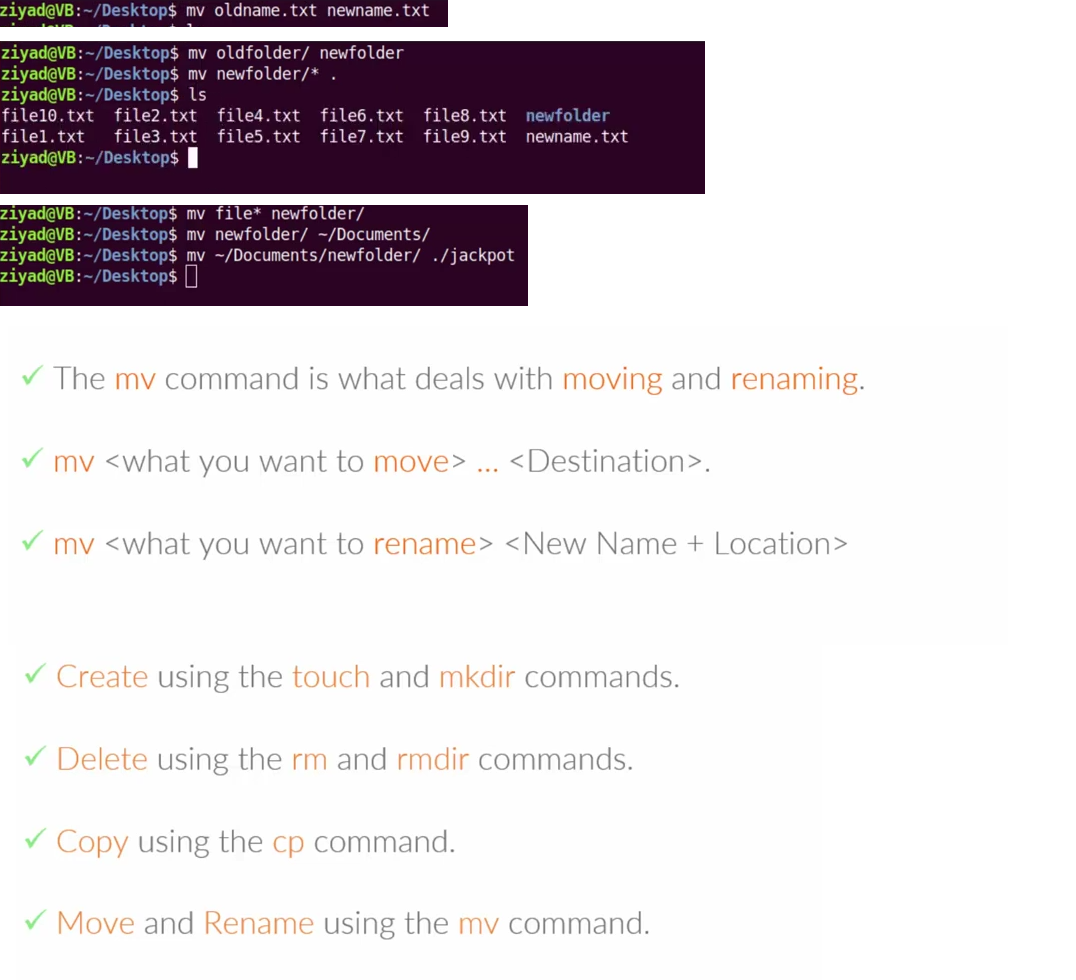 ziyad@VB:~/Desktop$ mv oldname.txt newname.txt
ziyad@VB:~/Desktop$ mv oldfolder/ newfolder
ziyad@VB:~/Desktop$ mv newfolder/* .
ziyad@VB:~/Desktop$ ls
file10.txt file2.txt file4.txt file6.txt file8.txt newfolder
file1.txt file3.txt file5.txt file7.txt file9.txt newname.txt
ziyad@VB:~/Desktop$
ziyad@VB:~/Desktop$ mv file* newfolder/
ziyad@VB:~/Desktop$ mv newfolder/ ~/Documents/
ziyad@VB:~/Desktop$ mv ~/Documents/newfolder/ ./jackpot
ziyad@VB:~/Desktop$
✓ The mv command is what deals with moving and renaming.
✓ mv <what you want to move> ... <Destination>.
✓ mv <what you want to rename> <New Name + Location>
✓ Create using the touch and mkdir commands.
✓ Delete using the rm and rmdir commands.
✓ Copy using the cp command.
✓ Move and Rename using the mv command.